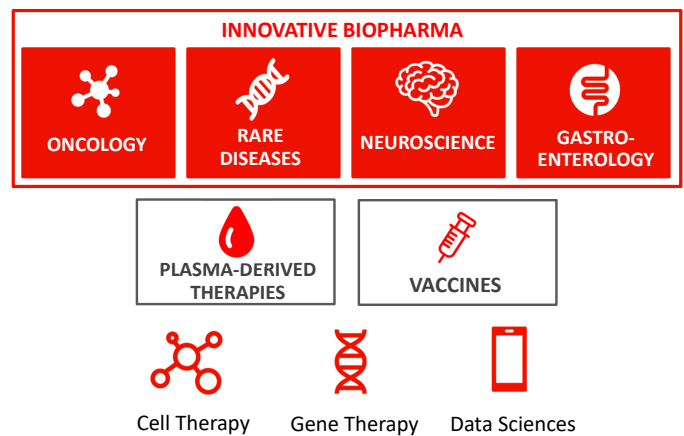 INNOVATIVE BIOPHARMA
ONCOLOGY
RARE
DISEASES
NEUROSCIENCE
GASTRO-
ENTEROLOGY
PLASMA-DERIVED
THERAPIES
VACCINES
Cell Therapy
Gene Therapy
Data Sciences